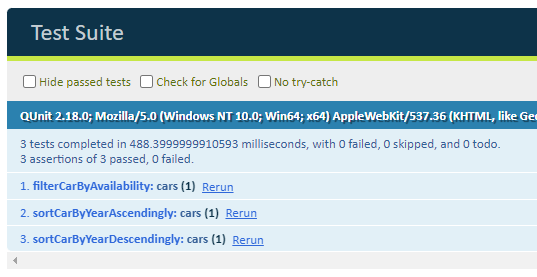 Test Suite
Hide passed tests Check for Globals No try-catch
QUnit 2.18.0; Mozilla/5.0 (Windows NT 10.0; Win64; x64) AppleWebKit/537.36 (KHTML, like
3 tests completed in 488.3999999910593 milliseconds, with 0 failed, 0 skipped, and 0 todo.
3 assertions of 3 passed, 0 failed.
1. filterCarByAvailability: cars (1) Rerun
2. sortCarByYearAscendingly: cars (1) Rerun
3. sortCarByYearDescendingly: cars (1) Rerun